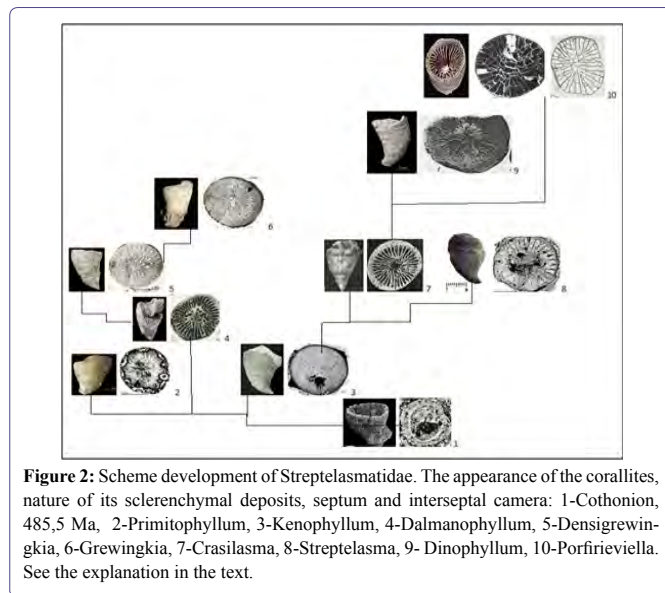 10
9
6
5
7
8
4
2
3
1
Figure 2: Scheme development of Streptelasmatidae. The appearance of the corallites,
nature of its sclerenchymal deposits, septum and interseptal camera: 1-Cothonion,
485,5 Ma, 2-Primitophyllum, 3-Kenophyllum, 4-Dalmanophyllum, 5-Densigrewin-
gkia, 6-Grewingkia, 7-Crasilasma, 8-Streptelasma, 9- Dinophyllum, 10-Porfirieviella.
See the explanation in the text.